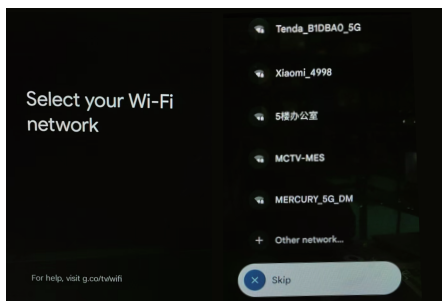 Select your Wi-Fi
network
For help, visit g.co/tv/wifi
Tenda_B1DBA0_5G
Xiaomi_4998
5楼办公室
MCTV-MES
MERCURY_5G_DM
+ Other network...
Skip